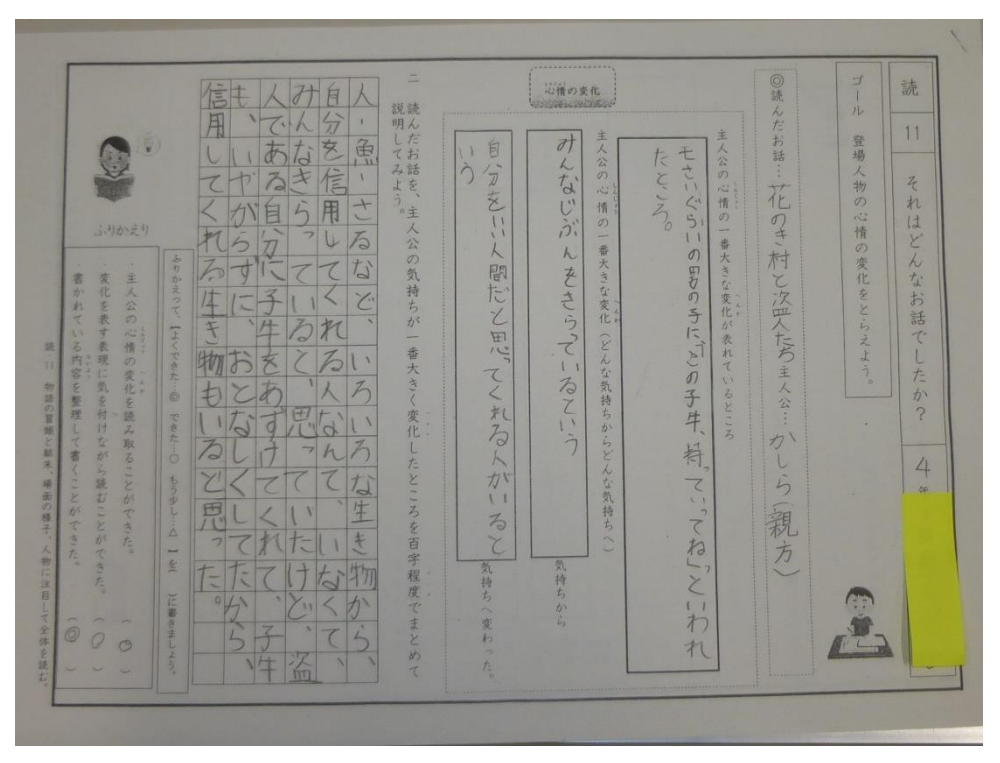 読 11 それはどんなお話でしたか? 4年
ゴール 登場人物の心情の変化をとらえよう。
◎読んだお話…花のき村と盗人たち 主人公…かしら(親方)
心情の変化
主人公の心情の一番大きな変化が表れているところ
七さいぐらいの男の子に「この子牛、持っていってね」といわれ
たところ。
主人公の心情の一番大きな変化(どんな気持ちからどんな気持ちへ)
みんなじぶんをきらっているという
気持ちから
自分をいい人間だと思ってくれる人がいると
いう
気持ちへ変わった。
二 読んだお話を、主人公の気持ちが一番大きく変化したところを百字程度でまとめて
説明してみよう。
人・魚・さるなど、いろいろな生き物から、
自分を信用してくれる人なんて、いなくて、
みんなきらっていると、思っていたけど、盗
人である自分に子牛をあずけてくれて、子牛
も、いやがらずに、おとなしくしてたから、
信用してくれる生き物もいると思った。
ふりかえり
ふりかえって、【よくできた…◎ できた…○ もう少し…△】を( )に書きましょう。
・主人公の心情の変化を読み取ることができた。 (○)
・変化を表す表現に気を付けながら読むことができた。 (○)
・書かれている内容を整理して書くことができた。 (◎)
読 11 物語の冒頭と結末、場面の様子、人物に注目して全体を読む。